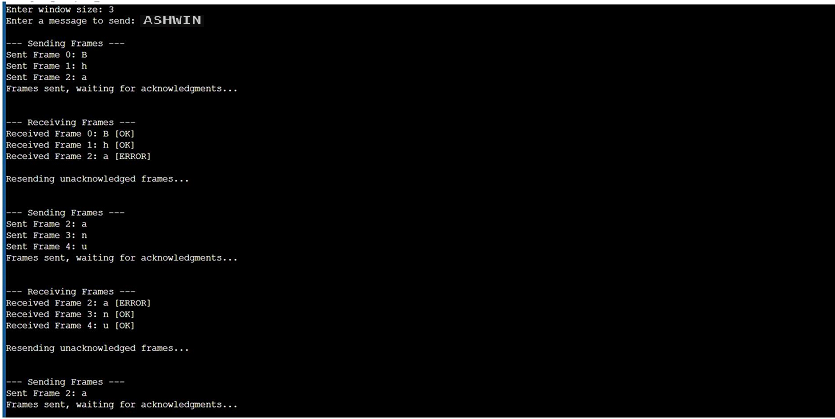 Enter window size: 3
Enter a message to send: ASHWIN
--- Sending Frames ---
Sent Frame 0: B
Sent Frame 1: h
Sent Frame 2: a
Frames sent, waiting for acknowledgments...
--- Receiving Frames ---
Received Frame 0: B [OK]
Received Frame 1: h [OK]
Received Frame 2: a [ERROR]
Resending unacknowledged frames...
--- Sending Frames ---
Sent Frame 2: a
Sent Frame 3: n
Sent Frame 4: u
Frames sent, waiting for acknowledgments...
--- Receiving Frames ---
Received Frame 2: a [ERROR]
Received Frame 3: n [OK]
Received Frame 4: u [OK]
Resending unacknowledged frames...
--- Sending Frames ---
Sent Frame 2: a
Frames sent, waiting for acknowledgments...